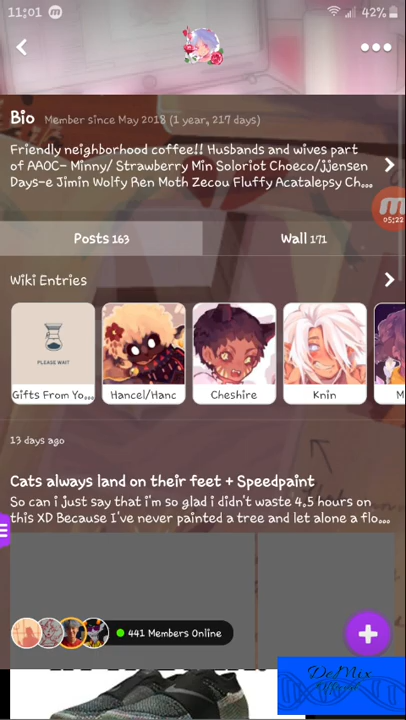 11:01
42%
Bio Member since May 2018 (1 year, 217 days)
Friendly neighborhood coffee!! Husbands and wives part
of AAOC- Minny/ Strawberry Min Soloriot Choeco/jjensen
Days-e Jimin Wolfy Ren Moth Zecou Fluffy Acatalepsy Ch...
05:22
Posts 163
Wall 171
Wiki Entries
PLEASE WAIT
Gifts From Yo...
Hancel/Hanc
Cheshire
Knin
M
13 days ago
Cats always land on their feet + Speedpaint
So can i just say that i'm so glad i didn't waste 4.5 hours on
this XD Because I've never painted a tree and let alone a flo...
441 Members Online